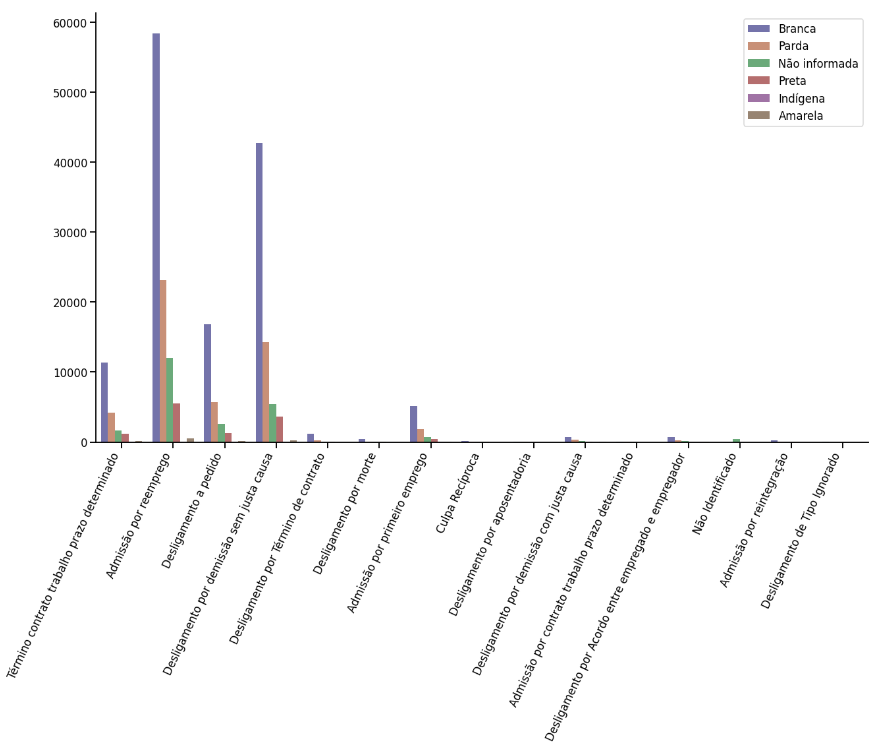 60000
50000
40000
30000
20000
10000
0
Branca
Parda
Não informada
Preta
Indígena
Amarela
Término contrato trabalho prazo determinado
Admissão por reemprego
Desligamento a pedido
Desligamento por demissão sem justa causa
Desligamento por Término de contrato
Desligamento por morte
Admissão por primeiro emprego
Culpa Recíproca
Desligamento por aposentadoria
Desligamento por demissão com justa causa
Admissão por contrato trabalho prazo determinado
Desligamento por Acordo entre empregado e empregador
Não Identificado
Admissão por reintegração
Desligamento de Tipo Ignorado